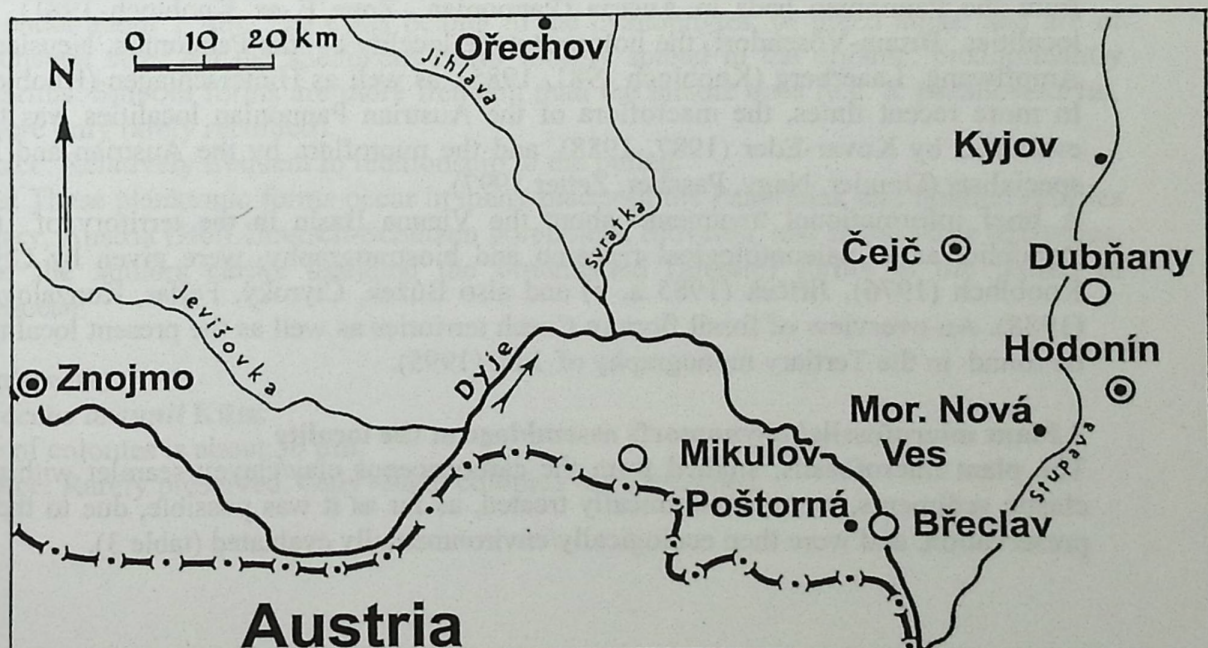 0 10 20 km
N
Ořechov
Jihlava
Svratka
Kyjov
Čejč
Dubňany
Hodonín
Jevišovka
Znojmo
Dyje
Mor. Nová
Ves
Stupava
Mikulov
Poštorná
Břeclav
Austria